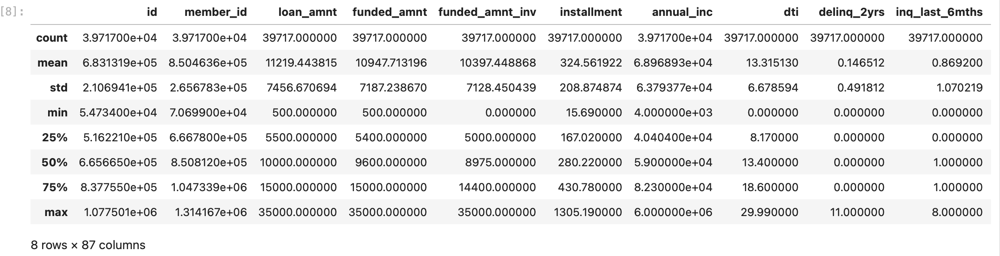 [8]: id member_id loan_amnt funded_amnt funded_amnt_inv installment annual_inc dti delinq_2yrs inq_last_6mths
count 3.971700e+04 3.971700e+04 39717.000000 39717.000000 39717.000000 39717.000000 3.971700e+04 39717.000000 39717.000000 39717.000000
mean 6.831319e+05 8.504636e+05 11219.443815 10947.713196 10397.448868 324.561922 6.896893e+04 13.315130 0.146512 0.869200
std 2.106941e+05 2.656783e+05 7456.670694 7187.238670 7128.450439 208.874874 6.379377e+04 6.678594 0.491812 1.070219
min 5.473400e+04 7.069900e+04 500.000000 500.000000 0.000000 15.690000 4.000000e+03 0.000000 0.000000 0.000000
25% 5.162210e+05 6.667800e+05 5500.000000 5400.000000 5000.000000 167.020000 4.040400e+04 8.170000 0.000000 0.000000
50% 6.656650e+05 8.508120e+05 10000.000000 9600.000000 8975.000000 280.220000 5.900000e+04 13.400000 0.000000 1.000000
75% 8.377550e+05 1.047339e+06 15000.000000 15000.000000 14400.000000 430.780000 8.230000e+04 18.600000 0.000000 1.000000
max 1.077501e+06 1.314167e+06 35000.000000 35000.000000 35000.000000 1305.190000 6.000000e+06 29.990000 11.000000 8.000000
8 rows × 87 columns